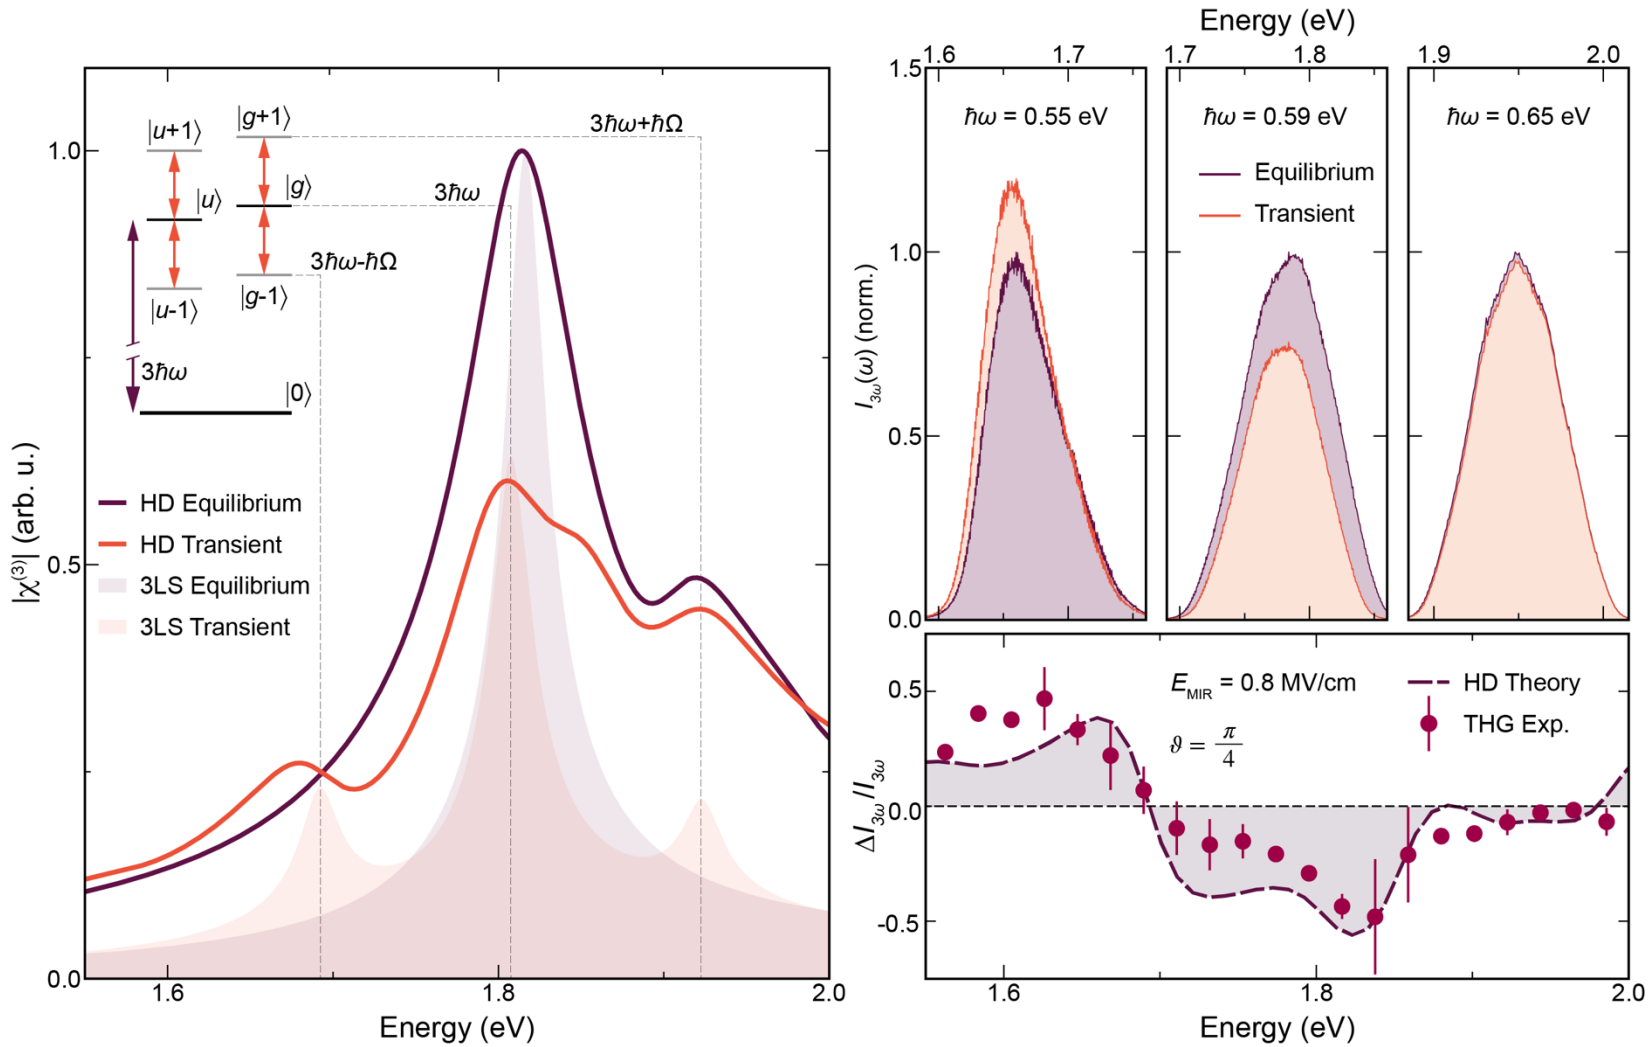 |χ⁽³⁾| (arb. u.)
1.0
0.5
0.0
1.6
1.8
2.0
Energy (eV)
|u+1⟩
|g+1⟩
|u⟩
|g⟩
|u-1⟩
|g-1⟩
|0⟩
3ℏω
3ℏω+ℏΩ
3ℏω
3ℏω-ℏΩ
HD Equilibrium
HD Transient
3LS Equilibrium
3LS Transient
Energy (eV)
1.6
1.7
1.7
1.8
1.9
2.0
1.5
1.0
0.5
0.0
I₃ω(ω) (norm.)
ℏω = 0.55 eV
ℏω = 0.59 eV
ℏω = 0.65 eV
Equilibrium
Transient
ΔI₃ω/I₃ω
0.5
0.0
-0.5
E_MIR = 0.8 MV/cm
ϑ = π/4
HD Theory
THG Exp.
1.6
1.8
2.0
Energy (eV)